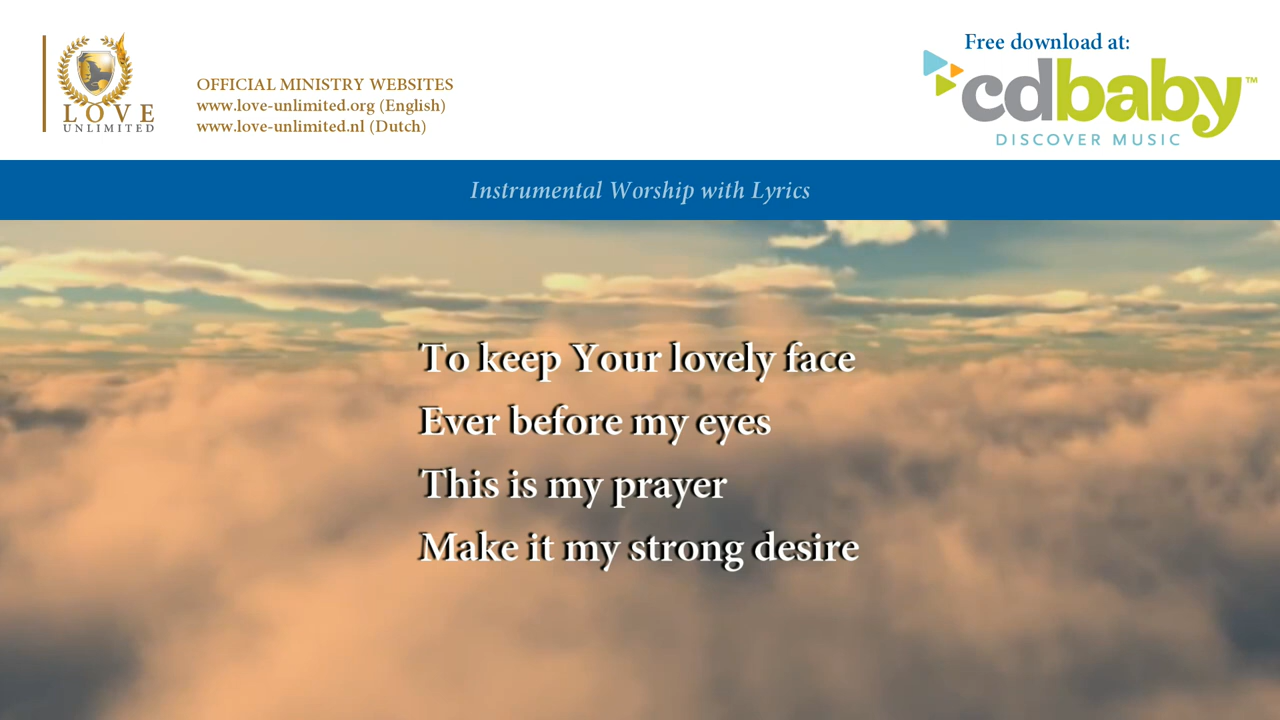 LOVE
UNLIMITED
OFFICIAL MINISTRY WEBSITES
www.love-unlimited.org (English)
www.love-unlimited.nl (Dutch)
Free download at:
cdbaby™
DISCOVER MUSIC
Instrumental Worship with Lyrics
To keep Your lovely face
Ever before my eyes
This is my prayer
Make it my strong desire